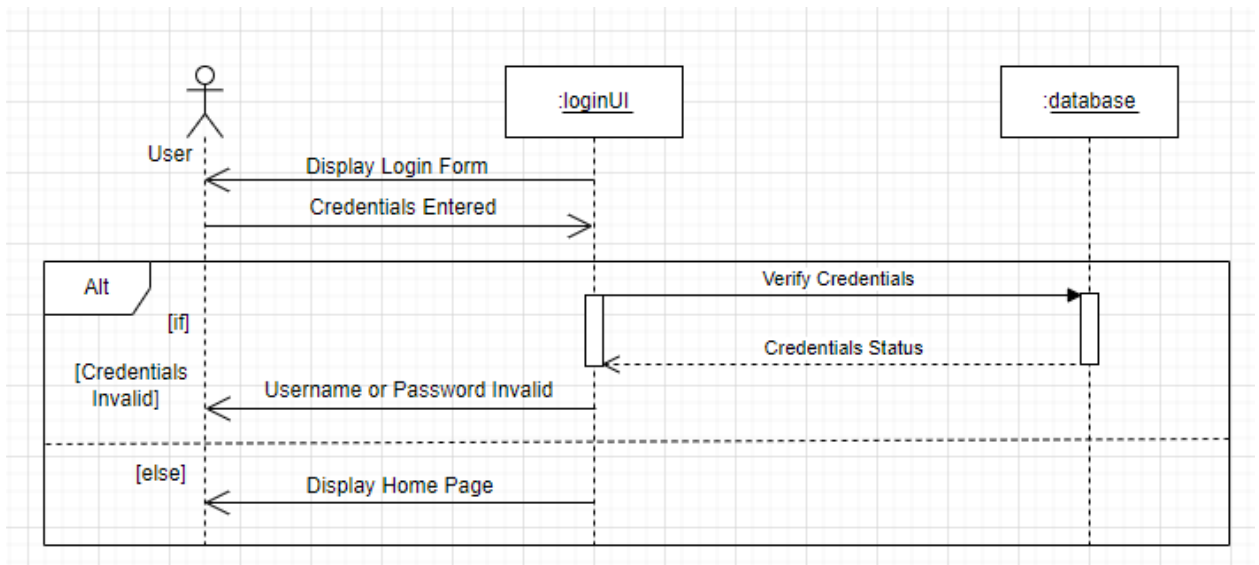 :loginUI
:database
User
Display Login Form
Credentials Entered
Alt
Verify Credentials
[if]
Credentials Status
[Credentials
Invalid]
Username or Password Invalid
[else]
Display Home Page